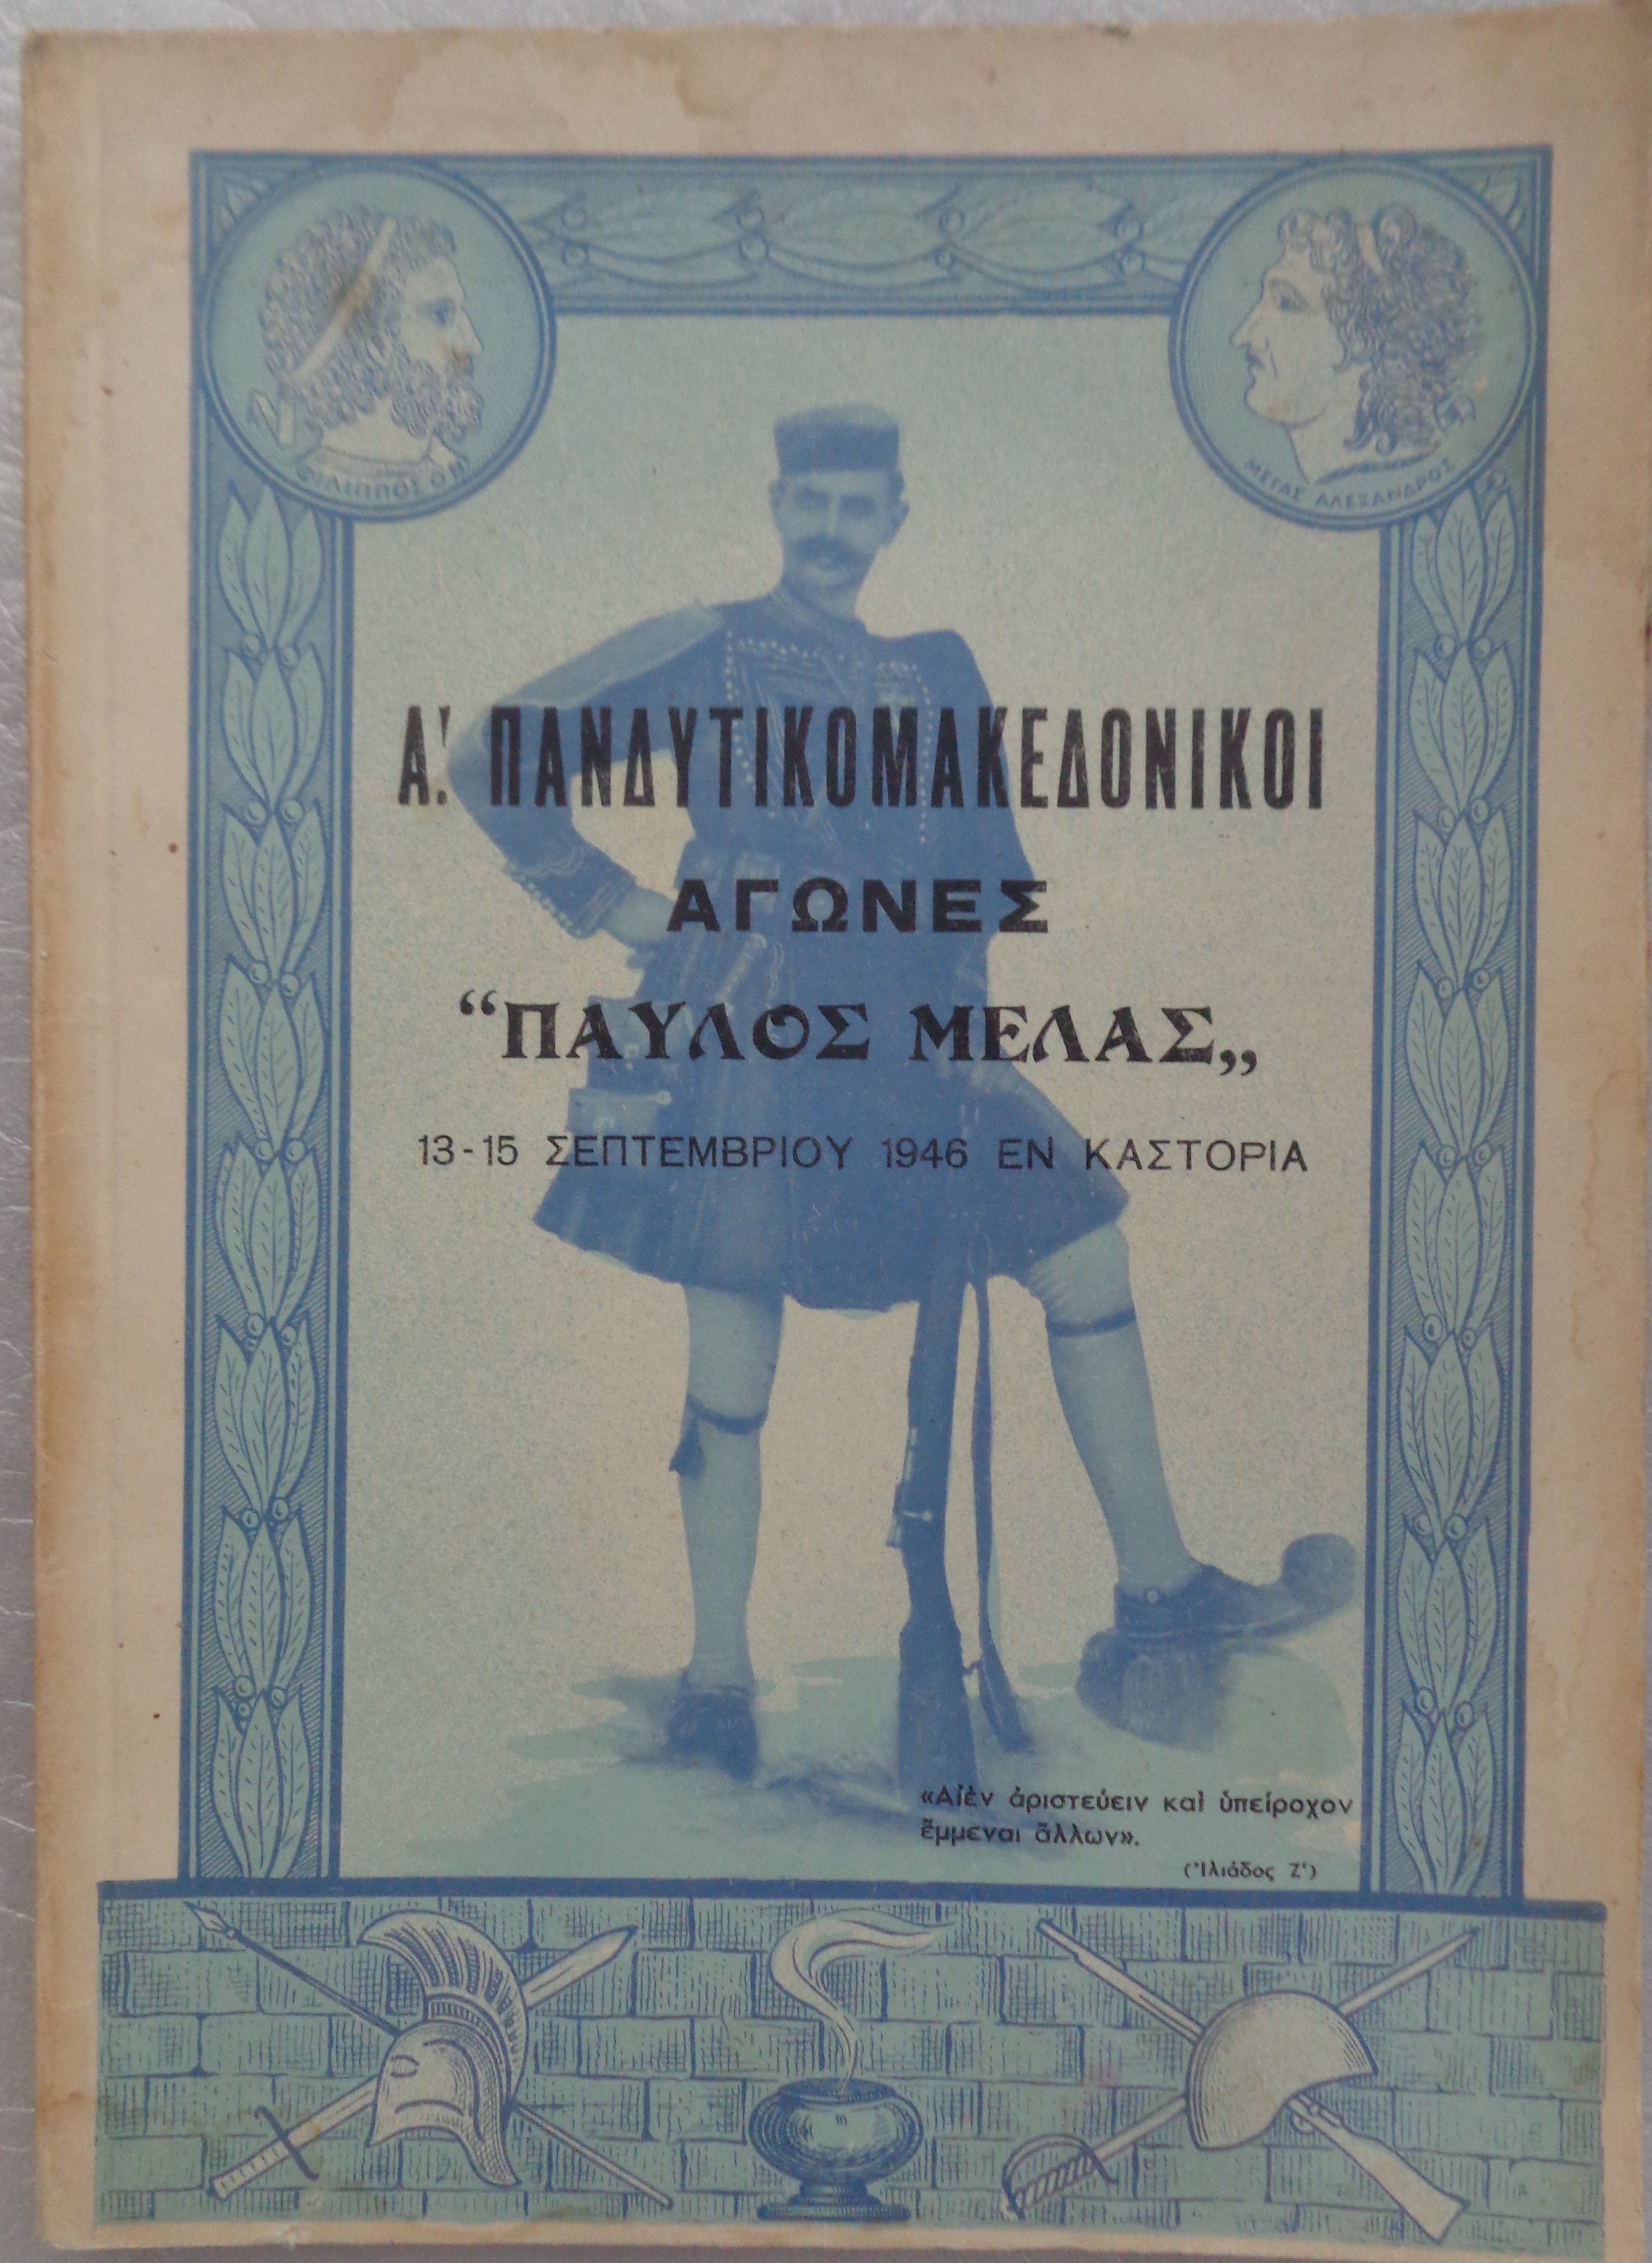 ΦΙΛΙΠΠΟΣ Ο Μ
ΜΕΓΑΣ ΑΛΕΞΑΝΔΡΟΣ
Α'. ΠΑΝΔΥΤΙΚΟΜΑΚΕΔΟΝΙΚΟΙ
ΑΓΩΝΕΣ
“ΠΑΥΛΟΣ ΜΕΛΑΣ„
13-15 ΣΕΠΤΕΜΒΡΙΟΥ 1946 ΕΝ ΚΑΣΤΟΡΙΑ
«Αἰὲν ἀριστεύειν καὶ ὑπείροχον
ἔμμεναι ἄλλων».
(Ἰλιάδος Ζ')